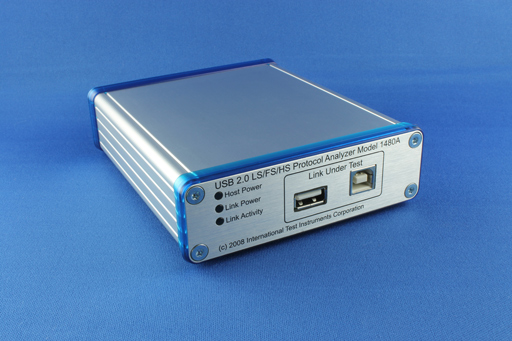 USB 2.0 LS/FS/HS Protocol Analyzer Model 1480A
Link Under Test
Host Power
Link Power
Link Activity
(c) 2008 International Test Instruments Corporation